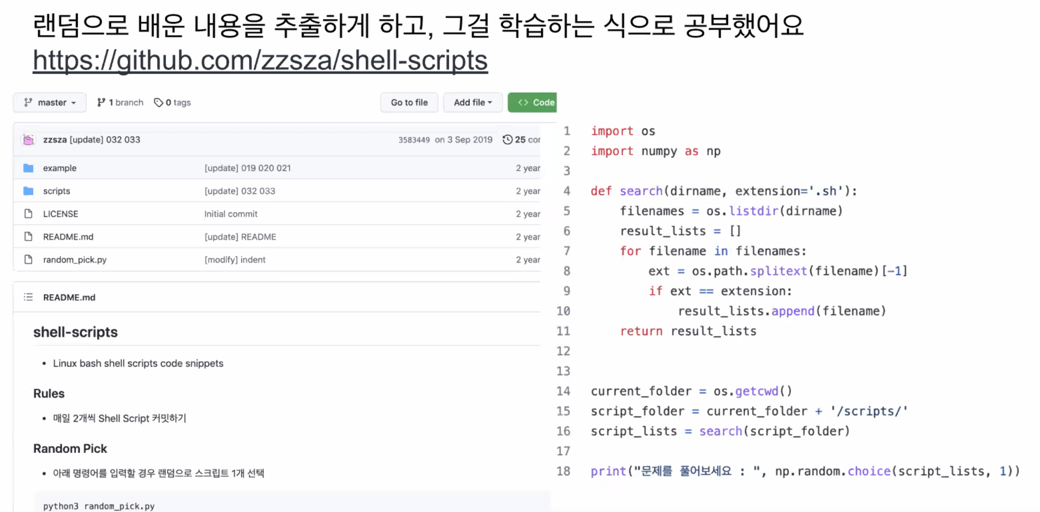 랜덤으로 배운 내용을 추출하게 하고, 그걸 학습하는 식으로 공부했어요
https://github.com/zzsza/shell-scripts
master
1 branch
0 tags
Go to file
Add file
Code
zzsza [update] 032 033
3583449 on 3 Sep 2019
25 con
example
[update] 019 020 021
2 year
scripts
[update] 032 033
2 year
LICENSE
Initial commit
2 year
README.md
[update] README
2 year
random_pick.py
[modify] indent
2 year
README.md
shell-scripts
• Linux bash shell scripts code snippets
Rules
• 매일 2개씩 Shell Script 커밋하기
Random Pick
• 아래 명령어를 입력할 경우 랜덤으로 스크립트 1개 선택
python3 random_pick.py
1 import os
2 import numpy as np
3
4 def search(dirname, extension='.sh'):
5     filenames = os.listdir(dirname)
6     result_lists = []
7     for filename in filenames:
8         ext = os.path.splitext(filename)[-1]
9         if ext == extension:
10             result_lists.append(filename)
11     return result_lists
12
13
14 current_folder = os.getcwd()
15 script_folder = current_folder + '/scripts/'
16 script_lists = search(script_folder)
17
18 print("문제를 풀어보세요 : ", np.random.choice(script_lists, 1))